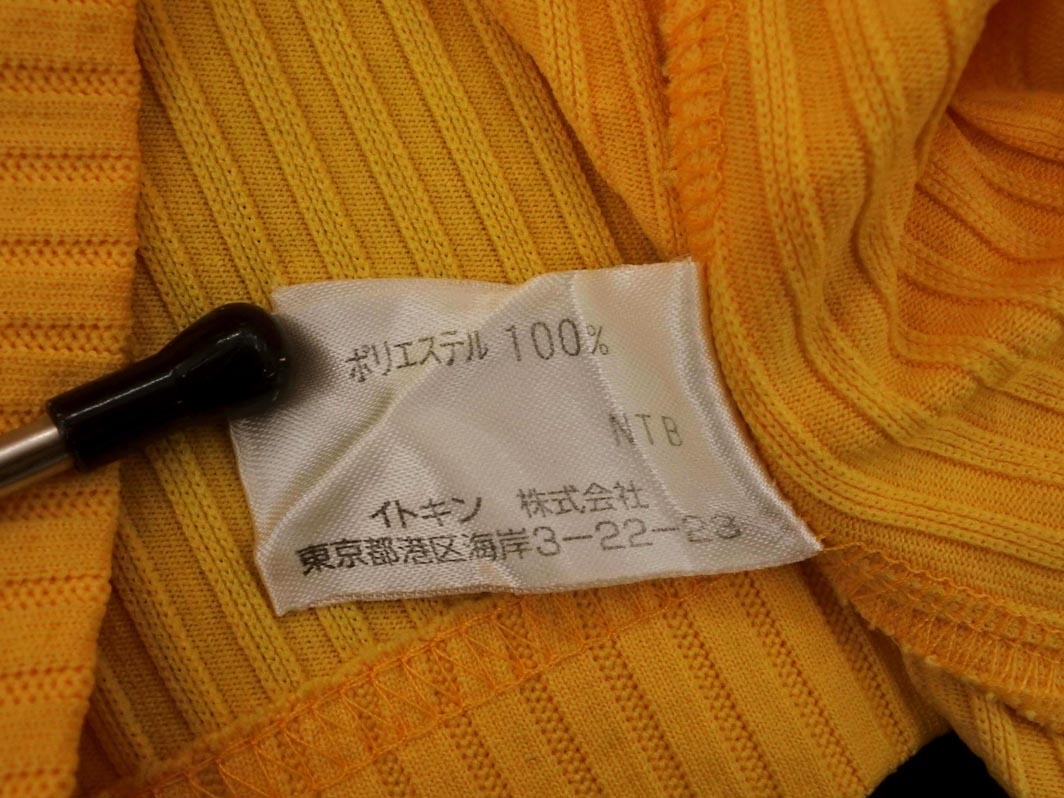 ポリエステル 100%
NTB
イトキン 株式会社
東京都港区海岸3-22-23